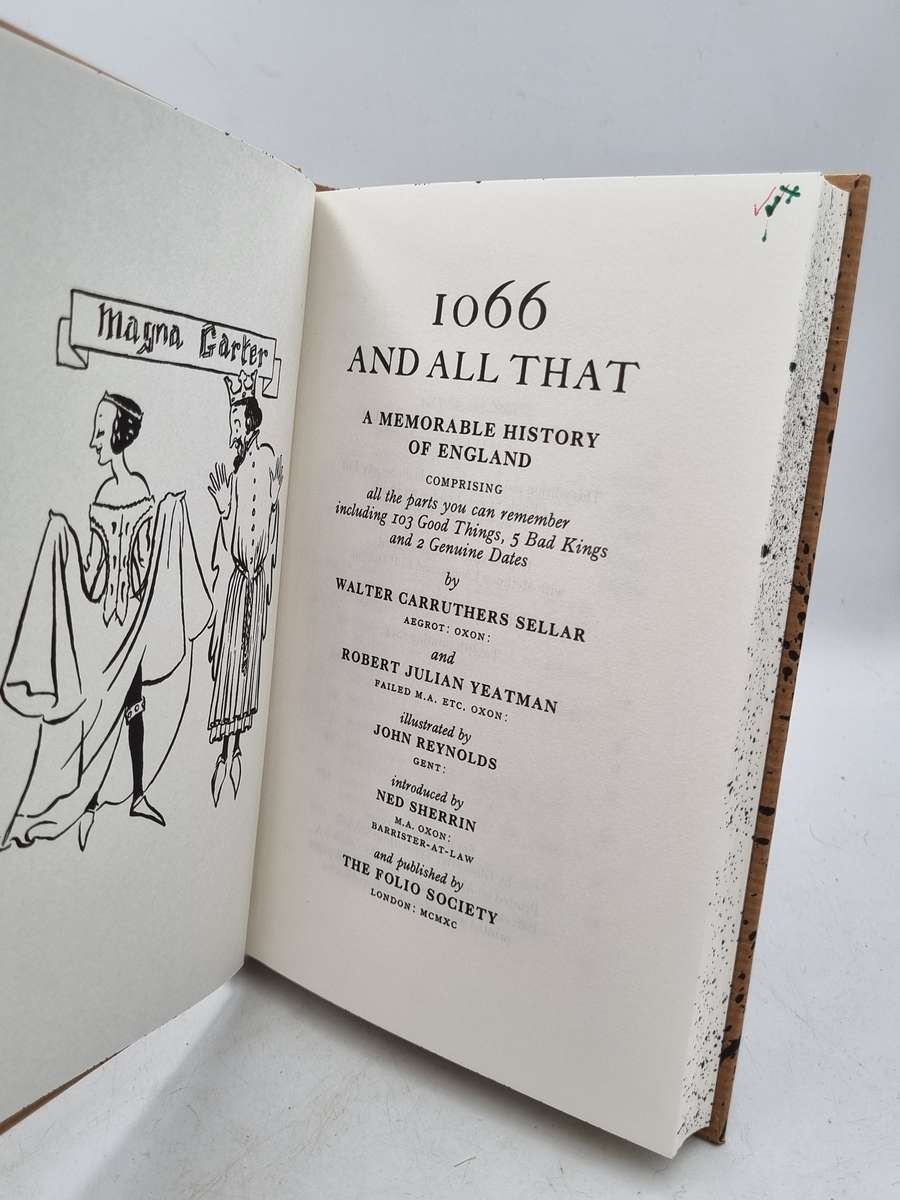 Magna Garter
1066
AND ALL THAT
A MEMORABLE HISTORY
OF ENGLAND
COMPRISING
all the parts you can remember
including 103 Good Things, 5 Bad Kings
and 2 Genuine Dates
by
WALTER CARRUTHERS SELLAR
AEGROT: OXON:
and
ROBERT JULIAN YEATMAN
FAILED M.A. ETC. OXON:
illustrated by
JOHN REYNOLDS
GENT:
introduced by
NED SHERRIN
M.A. OXON:
BARRISTER-AT-LAW
and published by
THE FOLIO SOCIETY
LONDON: MCMXC